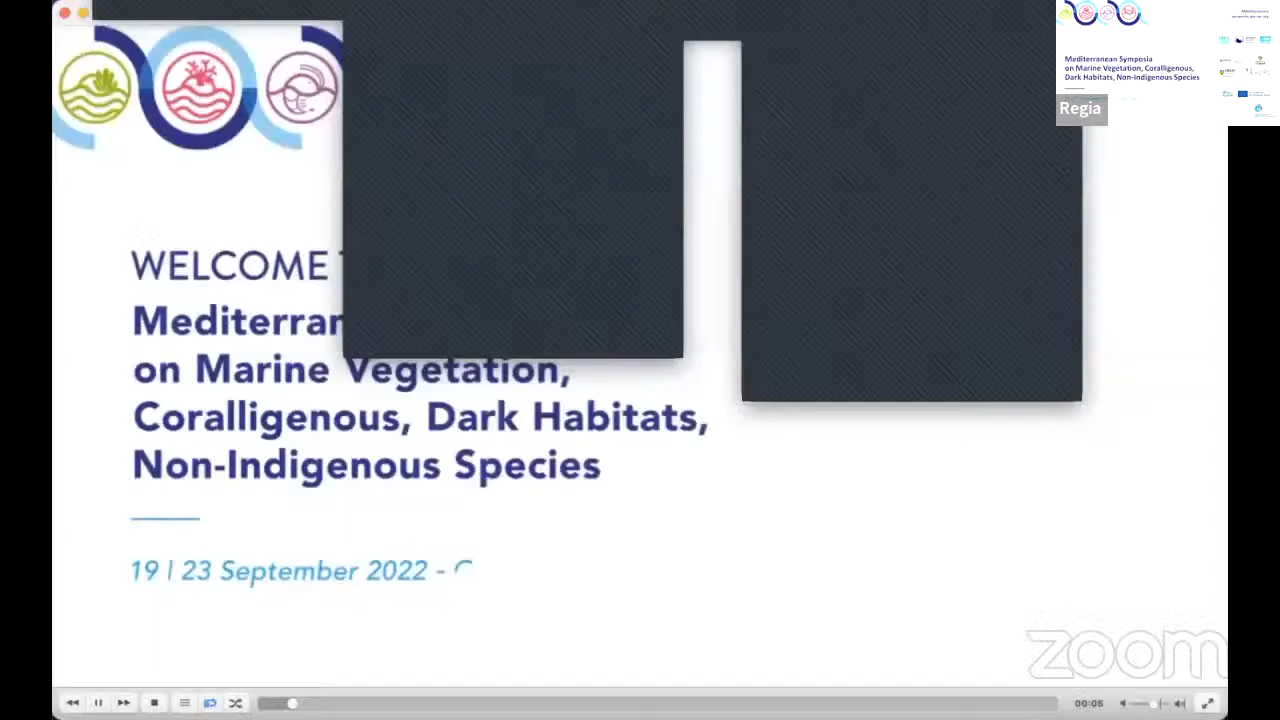 WELCOME
Mediterran
on Marine Vegetation,
Coralligenous, Dark Habitats,
Non-Indigenous Species
19 | 23 September 2022 -
Mediterranean Symposia
on Marine Vegetation, Coralligenous,
Dark Habitats, Non-Indigenous Species
Regia
zoom
00:05